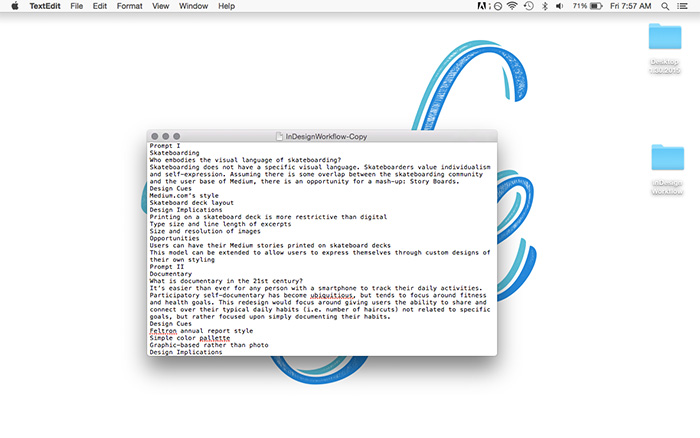 TextEdit File Edit Format View Window Help 71% Fri 7:57 AM
Desktop
InDesign
Workflow
InDesignWorkflow-Copy
Prompt I
Skateboarding
Who embodies the visual language of skateboarding?
Skateboarding does not have a specific visual language. Skateboarders value individualism
and self-expression. Assuming there is some overlap between the skateboarding community
and the user base of Medium, there is an opportunity for a mash-up: Story Boards.
Design Cues
Medium.com's style
Skateboard deck layout
Design Implications
Printing on a skateboard deck is more restrictive than digital
Type size and line length of excerpts
Size and resolution of images
Opportunities
Users can have their Medium stories printed on skateboard decks
This model can be extended to allow users to express themselves through custom designs of
their own styling
Prompt II
Documentary
What is documentary in the 21st century?
It's easier than ever for any person with a smartphone to track their daily activities.
Participatory self-documentary has become ubiquitious, but tends to focus around fitness
and health goals. This redesign would focus around giving users the ability to share and
connect over their typical daily habits (i.e. number of haircuts) not related to specific
goals, but rather focused upon simply documenting their habits.
Design Cues
Feltron annual report style
Simple color pallette
Graphic-based rather than photo
Design Implications